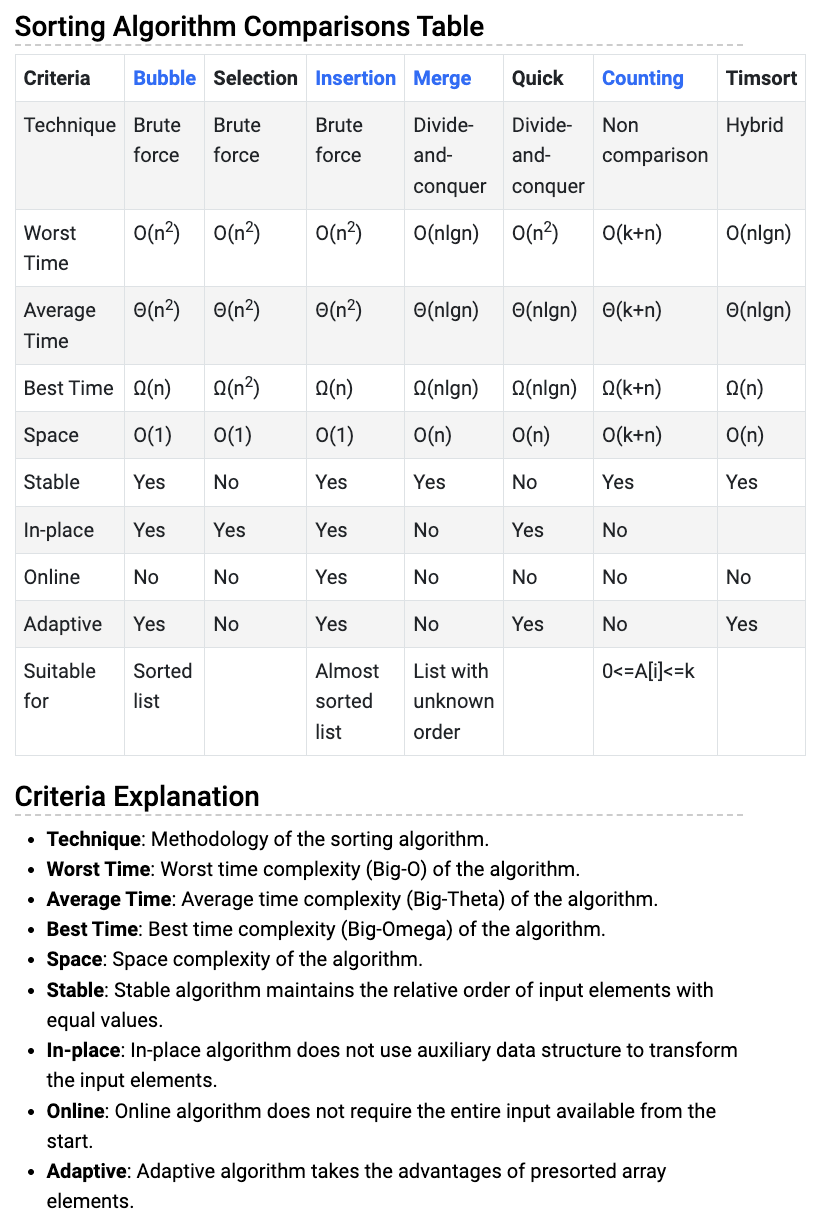 Sorting Algorithm Comparisons Table
Criteria Bubble Selection Insertion Merge Quick Counting Timsort
Technique Brute force Brute force Brute force Divide-and-conquer Divide-and-conquer Non comparison Hybrid
Worst Time O(n²) O(n²) O(n²) O(nlgn) O(n²) O(k+n) O(nlgn)
Average Time Θ(n²) Θ(n²) Θ(n²) Θ(nlgn) Θ(nlgn) Θ(k+n) Θ(nlgn)
Best Time Ω(n) Ω(n²) Ω(n) Ω(nlgn) Ω(nlgn) Ω(k+n) Ω(n)
Space O(1) O(1) O(1) O(n) O(n) O(k+n) O(n)
Stable Yes No Yes Yes No Yes Yes
In-place Yes Yes Yes No Yes No
Online No No Yes No No No No
Adaptive Yes No Yes No Yes No Yes
Suitable for Sorted list Almost sorted list List with unknown order 0<=A[i]<=k
Criteria Explanation
• Technique: Methodology of the sorting algorithm.
• Worst Time: Worst time complexity (Big-O) of the algorithm.
• Average Time: Average time complexity (Big-Theta) of the algorithm.
• Best Time: Best time complexity (Big-Omega) of the algorithm.
• Space: Space complexity of the algorithm.
• Stable: Stable algorithm maintains the relative order of input elements with
equal values.
• In-place: In-place algorithm does not use auxiliary data structure to transform
the input elements.
• Online: Online algorithm does not require the entire input available from the
start.
• Adaptive: Adaptive algorithm takes the advantages of presorted array
elements.